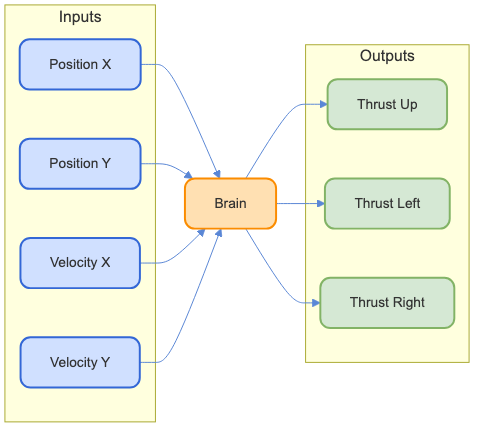 Inputs
Position X
Position Y
Velocity X
Velocity Y
Brain
Outputs
Thrust Up
Thrust Left
Thrust Right